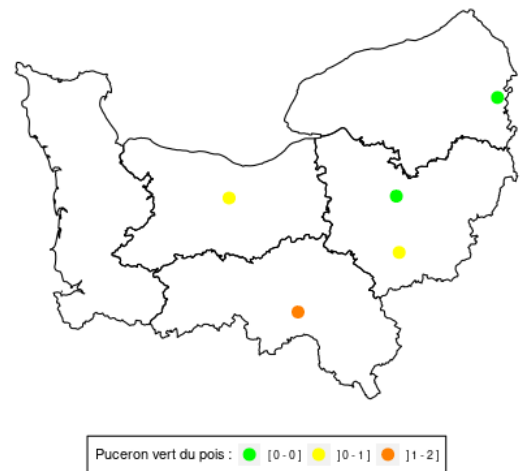 Puceron vert du pois : [0-0] ]0-1] ]1-2]